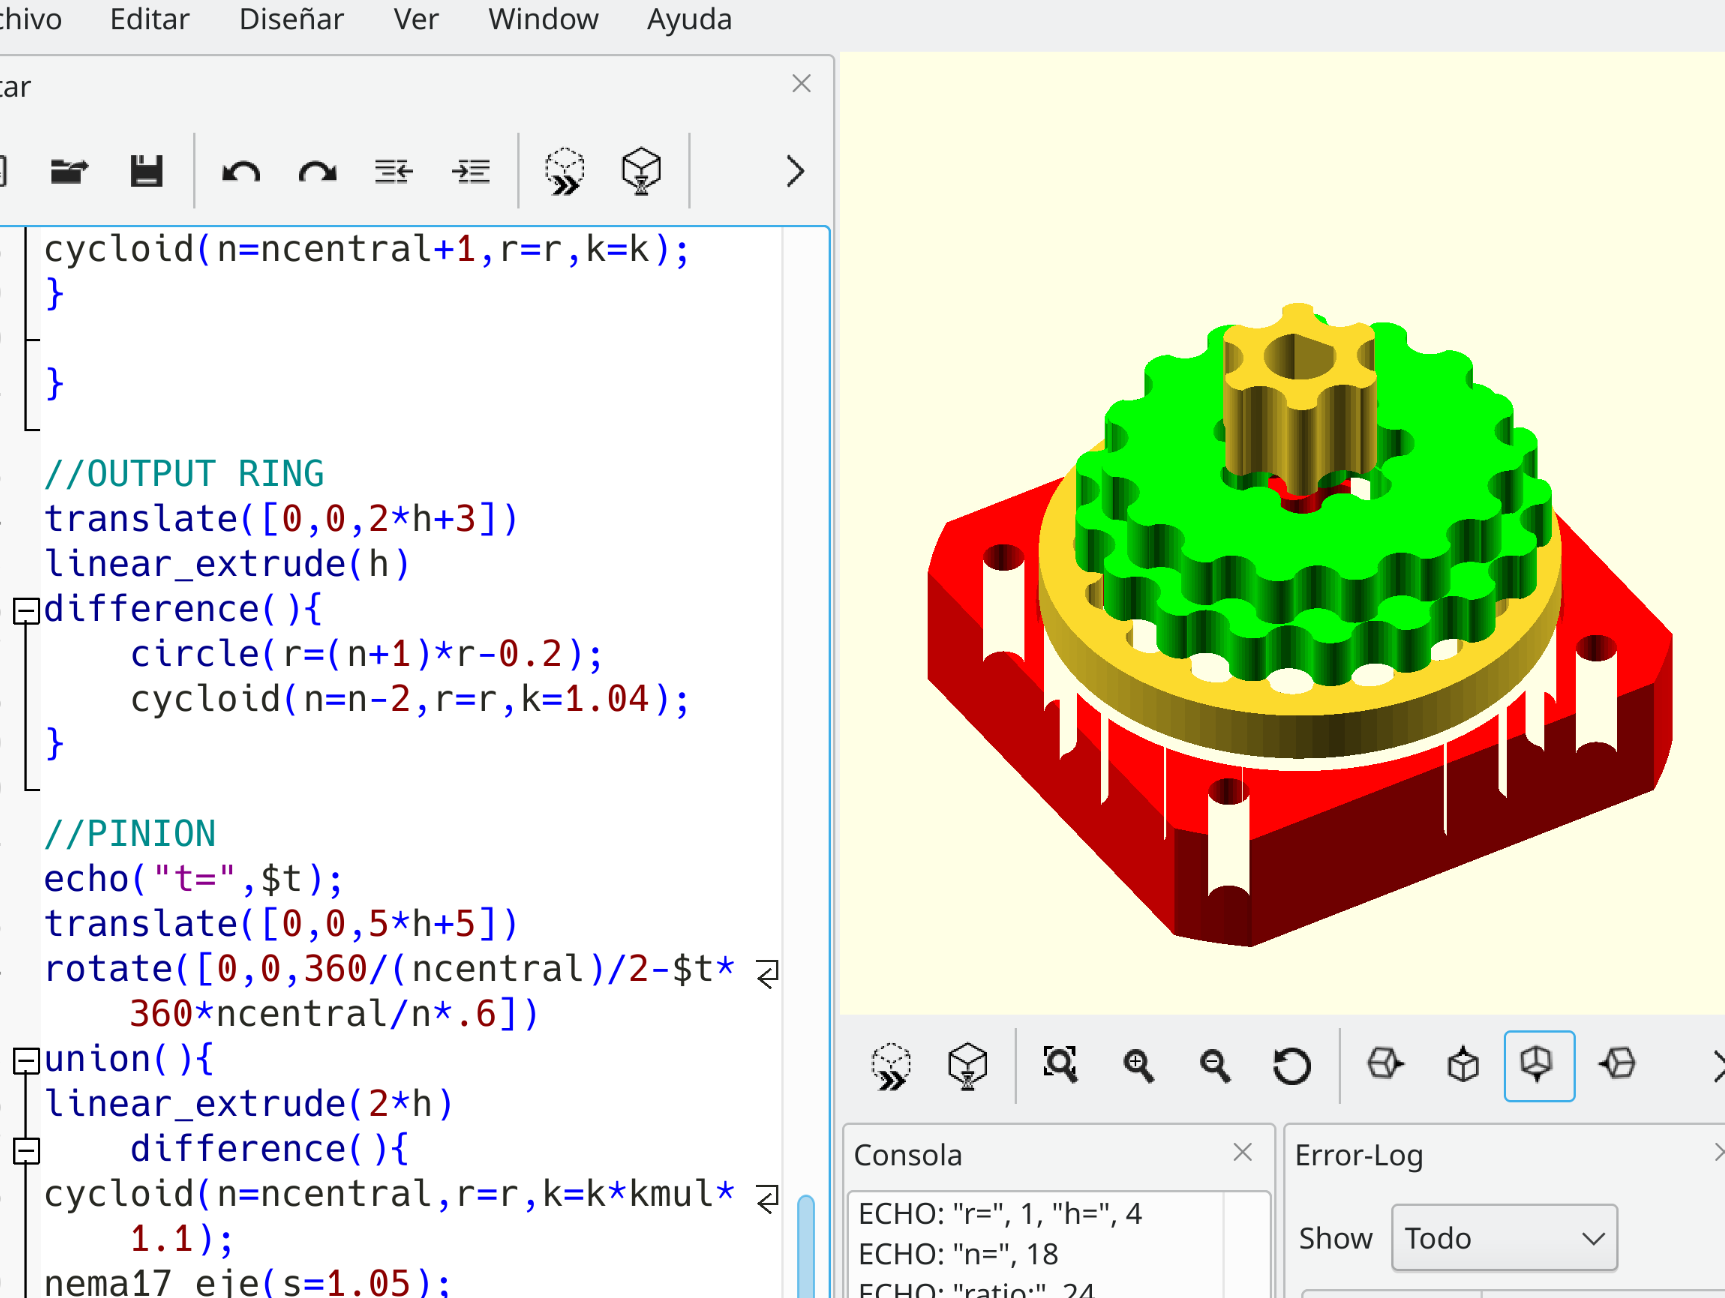 chivo Editar Diseñar Ver Window Ayuda
tar
cycloid(n=ncentral+1,r=r,k=k);
}
}
//OUTPUT RING
translate([0,0,2*h+3])
linear_extrude(h)
difference(){
circle(r=(n+1)*r-0.2);
cycloid(n=n-2,r=r,k=1.04);
}
//PINION
echo("t=",$t);
translate([0,0,5*h+5])
rotate([0,0,360/(ncentral)/2-$t*
360*ncentral/n*.6])
union(){
linear_extrude(2*h)
difference(){
cycloid(n=ncentral,r=r,k=k*kmul*
1.1);
nema17_eje(s=1.05);
Consola
ECHO: "r=", 1, "h=", 4
ECHO: "n=", 18
ECHO: "ratio:", 24
Error-Log
Show Todo